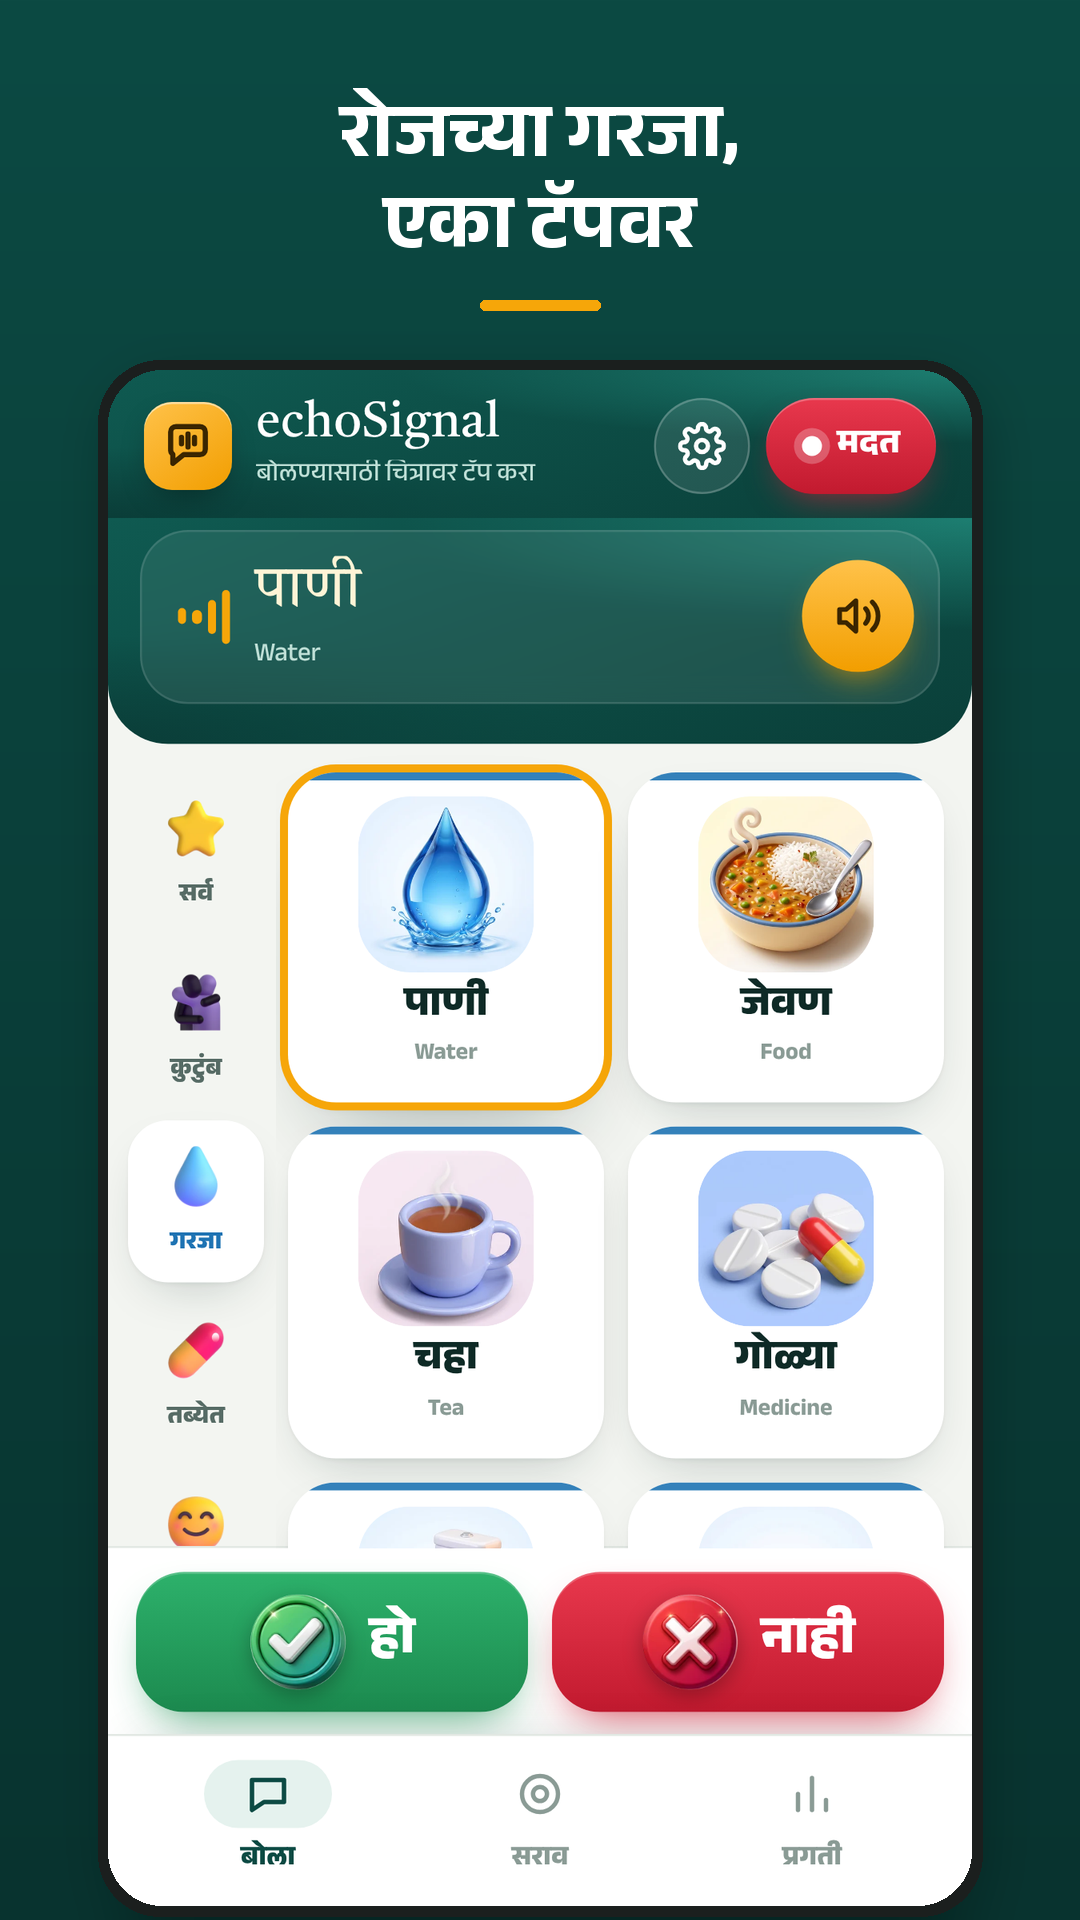 रोजच्या गरजा,
एका टॅपवर
echoSignal
बोलण्यासाठी चित्रावर टॅप करा
मदत
पाणी
Water
सर्व
कुटुंब
गरजा
तब्येत
पाणी
Water
जेवण
Food
चहा
Tea
गोळ्या
Medicine
हो
नाही
बोला
सराव
प्रगती